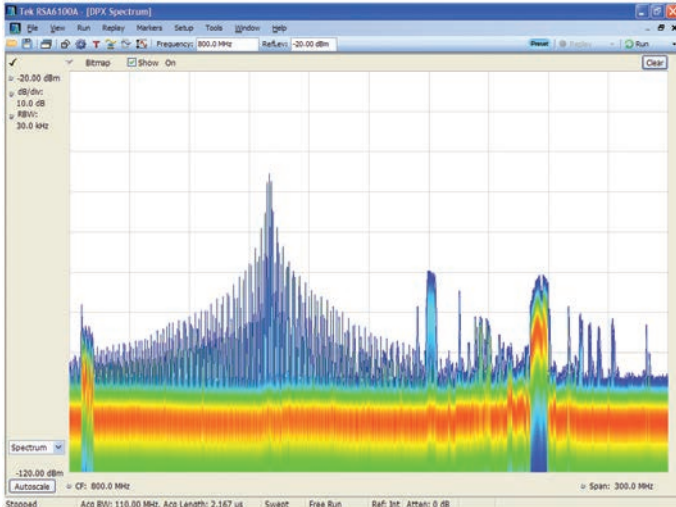 Tek RSA6100A - [DPX Spectrum]
File View Run Replay Markers Setup Tools Window Help
Frequency: 800.0 MHz RefLev: -20.00 dBm Preset Replay Run
Bitmap Show On Clear
-20.00 dBm
dB/div:
10.0 dB
RBW:
30.0 kHz
Spectrum
-120.00 dBm
Autoscale CF: 800.0 MHz Span: 300.0 MHz
Stopped Acq BW: 110.00 MHz, Acq Length: 2.167 us Swept Free Run Ref: Int Atten: 0 dB